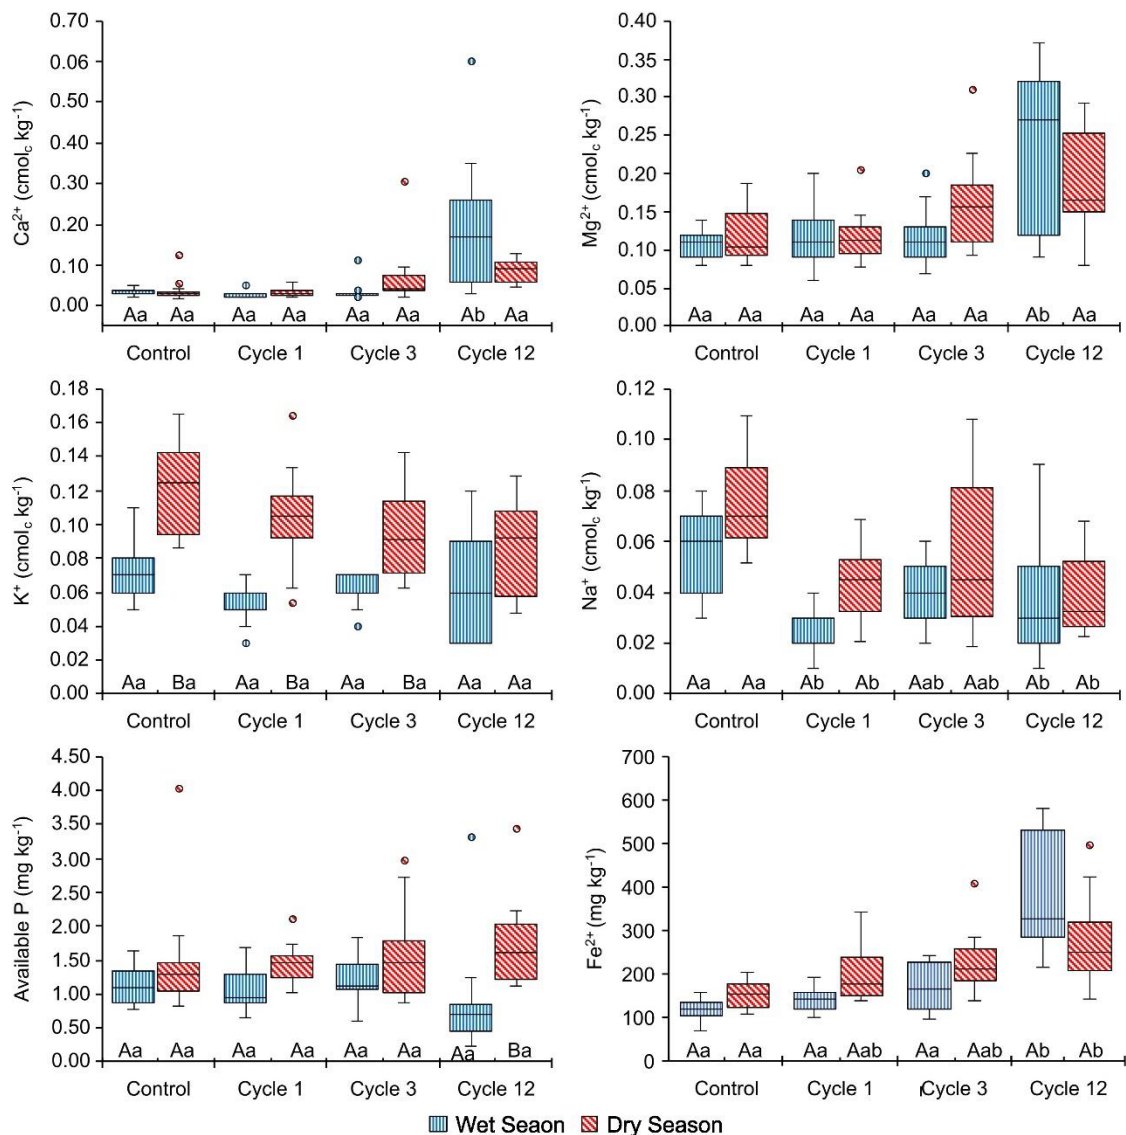 Ca²⁺ (cmol꜀ kg⁻¹)
0.70
0.06
0.50
0.40
0.30
0.20
0.10
0.00
Aa Aa Aa Aa Aa Aa Ab Aa
Control Cycle 1 Cycle 3 Cycle 12
Mg²⁺ (cmol꜀ kg⁻¹)
0.40
0.35
0.30
0.25
0.20
0.15
0.10
0.05
0.00
Aa Aa Aa Aa Aa Aa Ab Aa
Control Cycle 1 Cycle 3 Cycle 12
K⁺ (cmol꜀ kg⁻¹)
0.18
0.16
0.14
0.12
0.10
0.08
0.06
0.04
0.02
0.00
Aa Ba Aa Ba Aa Ba Aa Aa
Control Cycle 1 Cycle 3 Cycle 12
Na⁺ (cmol꜀ kg⁻¹)
0.12
0.10
0.08
0.06
0.04
0.02
0.00
Aa Aa Ab Ab Aab Aab Ab Ab
Control Cycle 1 Cycle 3 Cycle 12
Available P (mg kg⁻¹)
4.50
4.00
3.50
3.00
2.50
2.00
1.50
1.00
0.50
0.00
Aa Aa Aa Aa Aa Aa Aa Ba
Control Cycle 1 Cycle 3 Cycle 12
Fe²⁺ (mg kg⁻¹)
700
600
500
400
300
200
100
0
Aa Aa Aa Aab Aa Aab Ab Ab
Control Cycle 1 Cycle 3 Cycle 12
Wet Seaon Dry Season